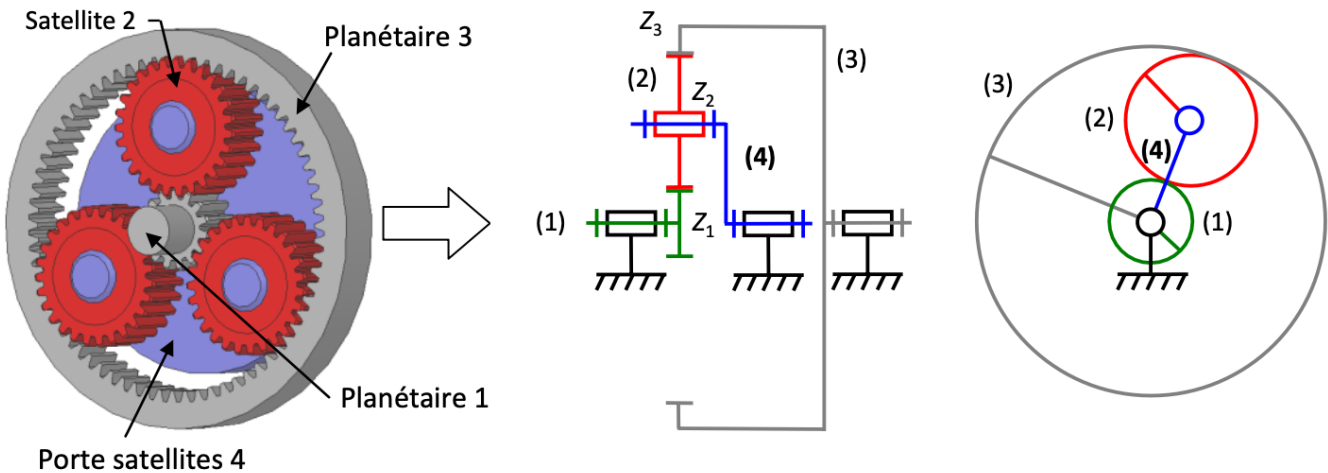 Satellite 2
Planétaire 3
Planétaire 1
Porte satellites 4
Z3
(2)
(3)
Z2
(4)
(1)
Z1
(3)
(2)
(4)
(1)